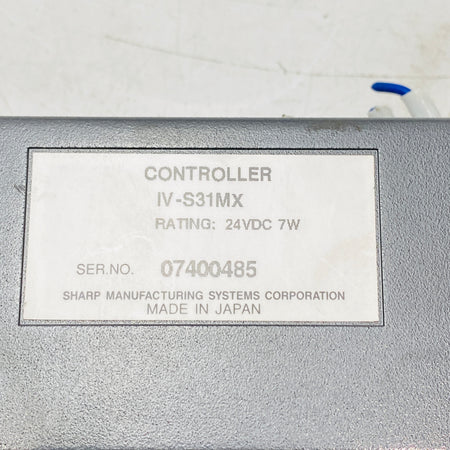 CONTROLLER
IV-S31MX
RATING: 24VDC 7W
SER.NO. 07400485
SHARP MANUFACTURING SYSTEMS CORPORATION
MADE IN JAPAN